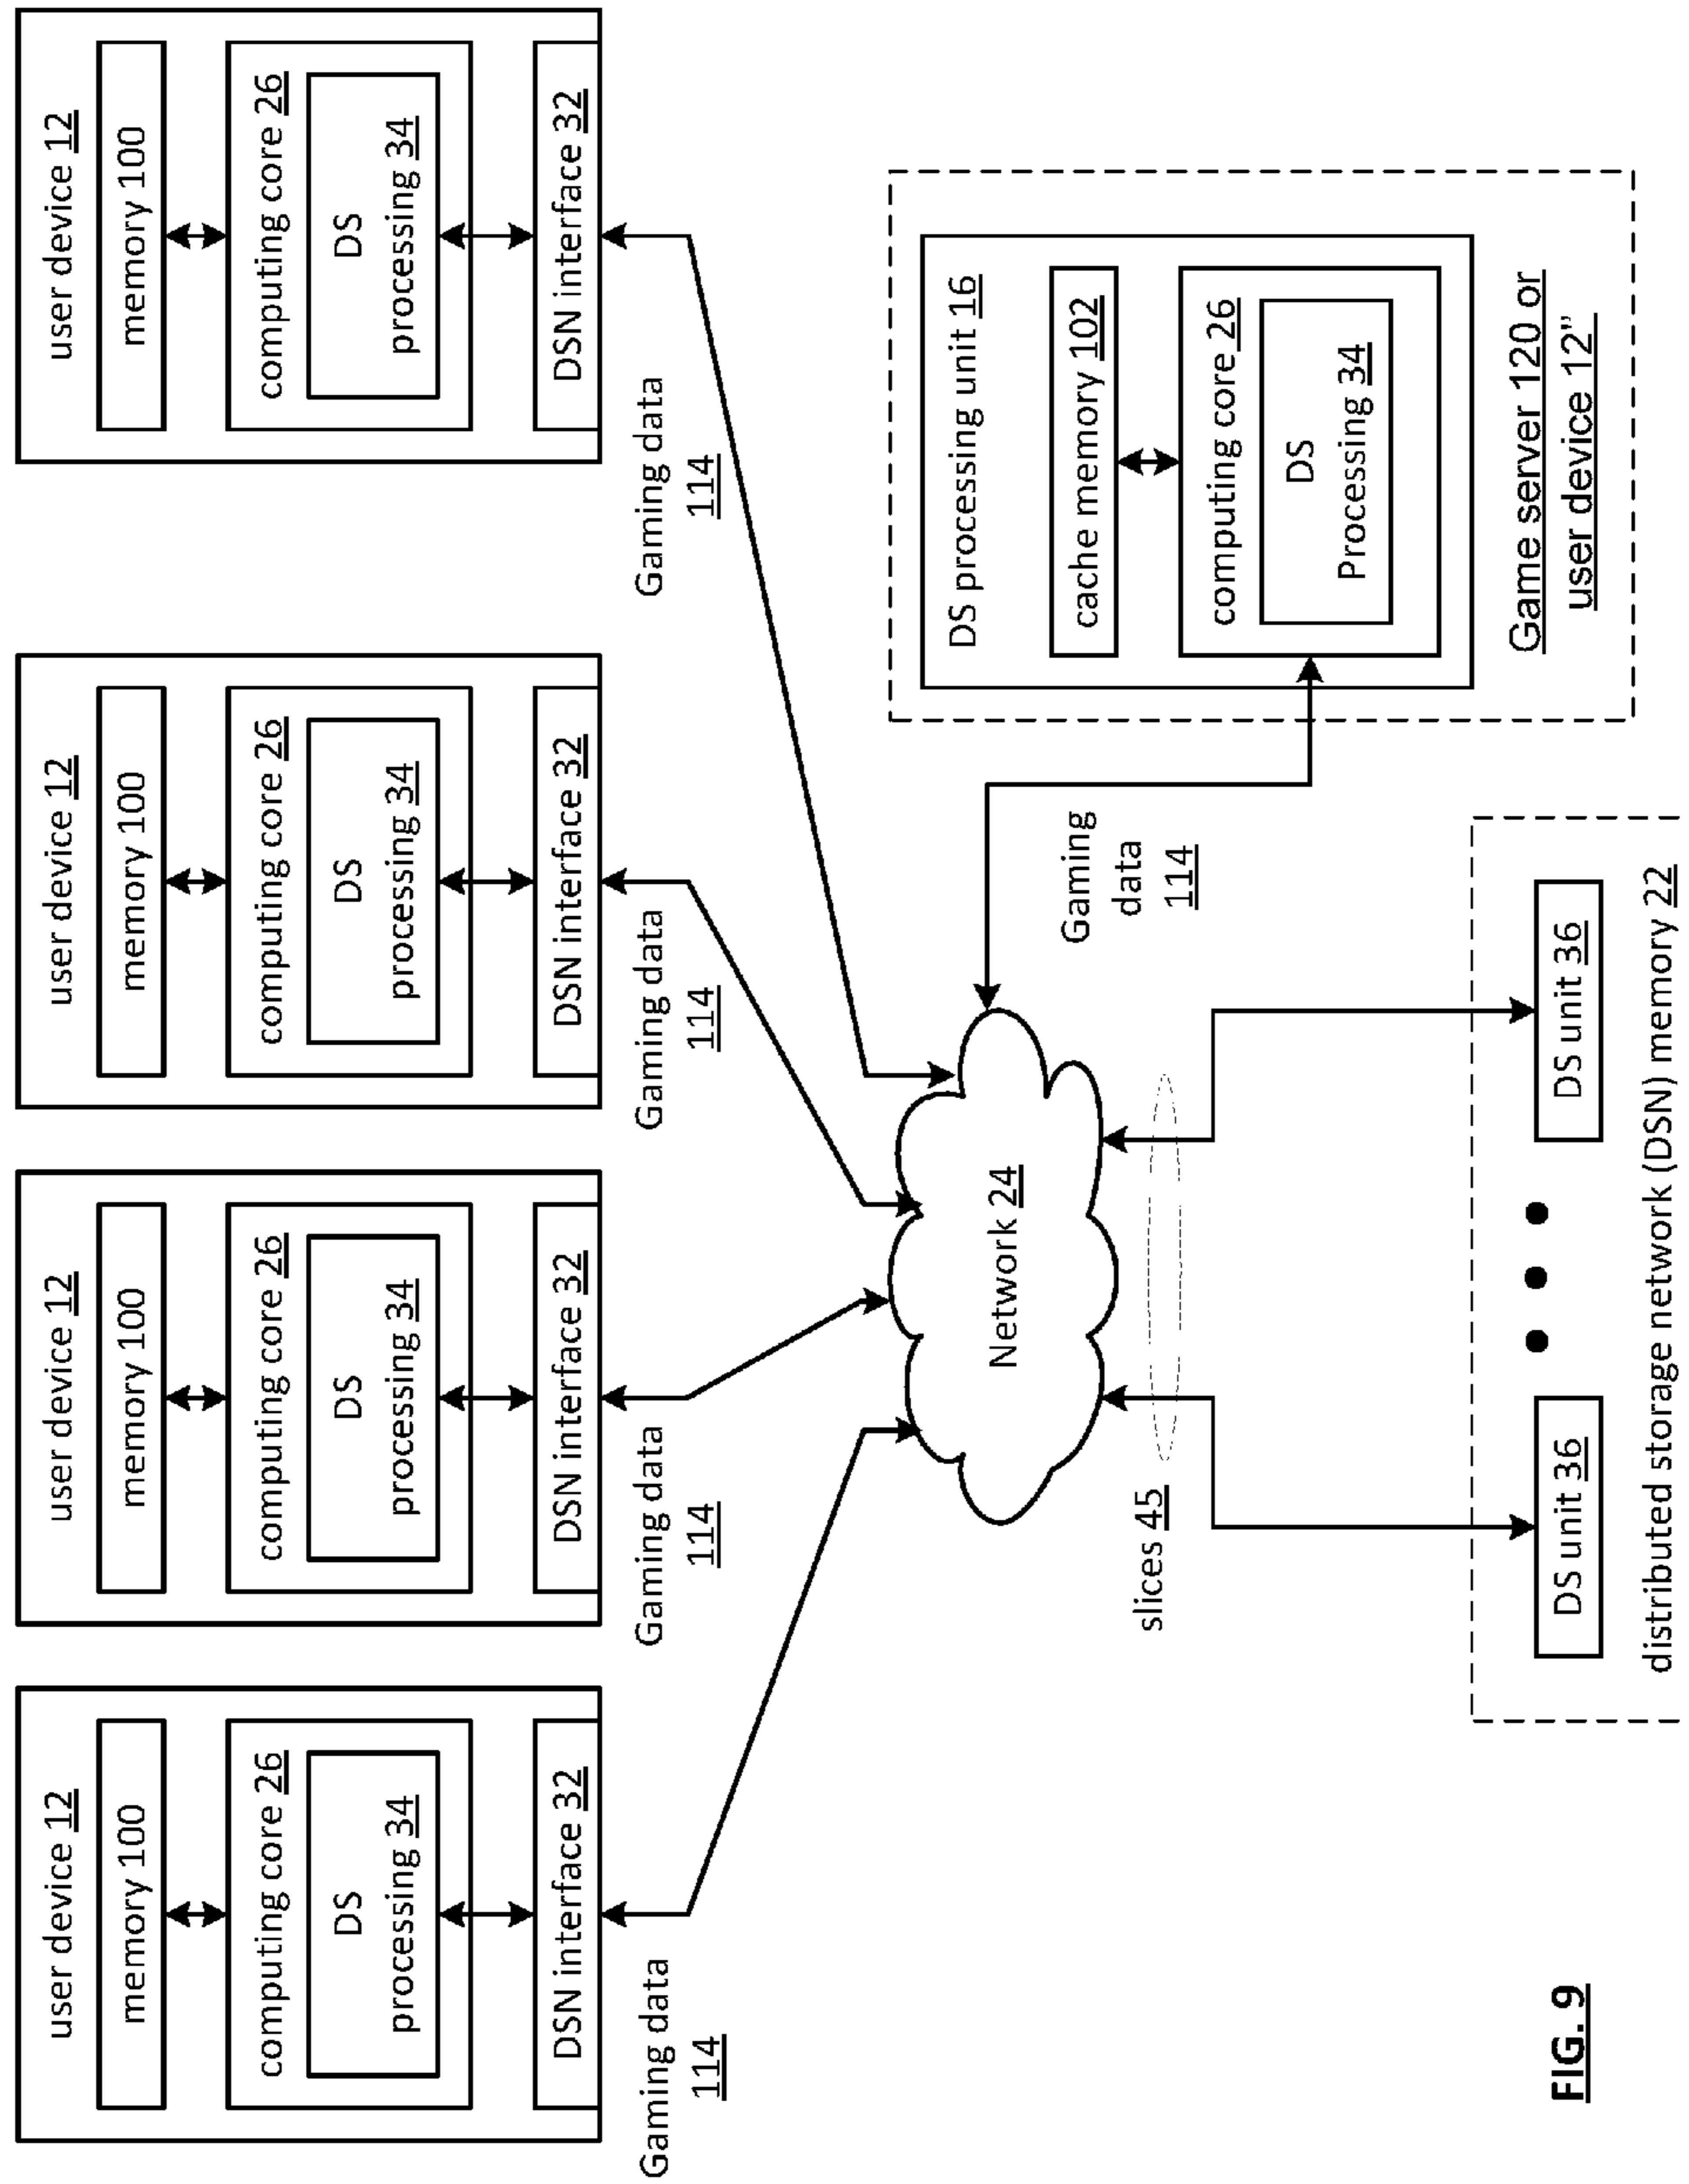 user device 12
memory 100
computing core 26
DS
processing 34
DSN interface 32
Gaming data
114
user device 12
memory 100
computing core 26
DS
processing 34
DSN interface 32
Gaming data
114
user device 12
memory 100
computing core 26
DS
processing 34
DSN interface 32
Gaming data
114
user device 12
memory 100
computing core 26
DS
processing 34
DSN interface 32
Gaming data
114
Network 24
slices 45
Gaming
data
114
DS processing unit 16
cache memory 102
computing core 26
DS
Processing 34
Game server 120 or
user device 12”
DS unit 36
DS unit 36
distributed storage network (DSN) memory 22
FIG. 9